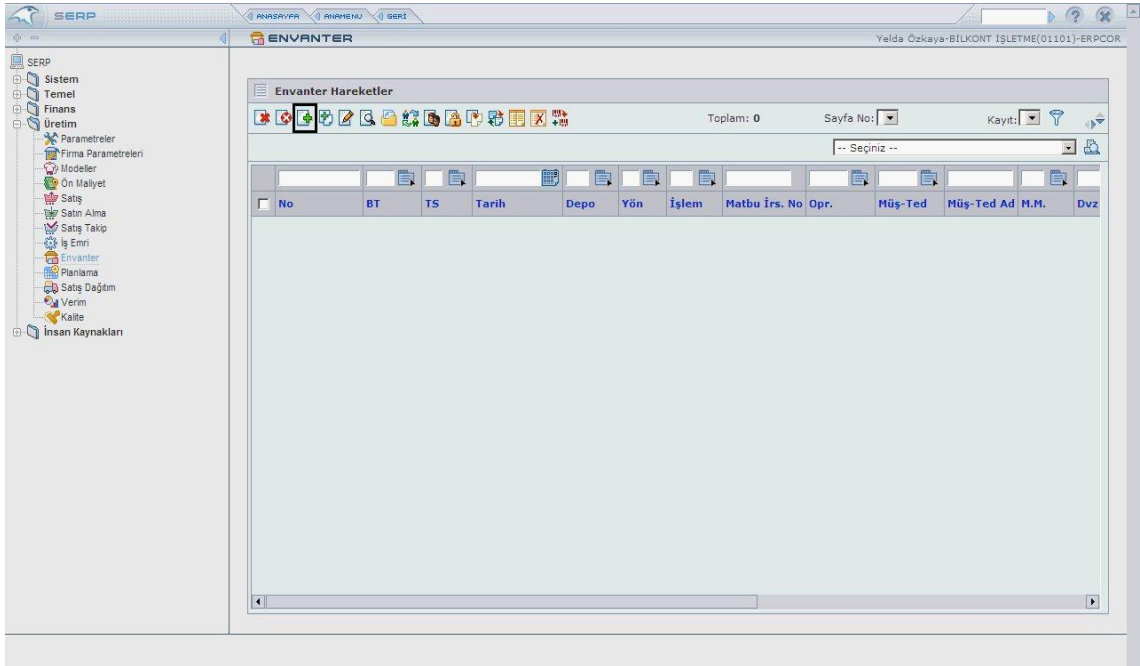 SERP
ANASAYFA
ANAMENU
GERİ
ENVANTER
Yelda Özkaya-BİLKONT İŞLETME(01101)-ERPCOR
SERP
Sistem
Temel
Finans
Üretim
Parametreler
Firma Parametreleri
Modeller
Ön Maliyet
Satış
Satın Alma
Satış Takip
İş Emri
Envanter
Planlama
Satış Dağıtım
Verim
Kalite
İnsan Kaynakları
Envanter Hareketler
Toplam: 0 Sayfa No: Kayıt:
-- Seçiniz --
No BT TS Tarih Depo Yön İşlem Matbu İrs. No Opr. Müş-Ted Müş-Ted Ad M.M. Dvz